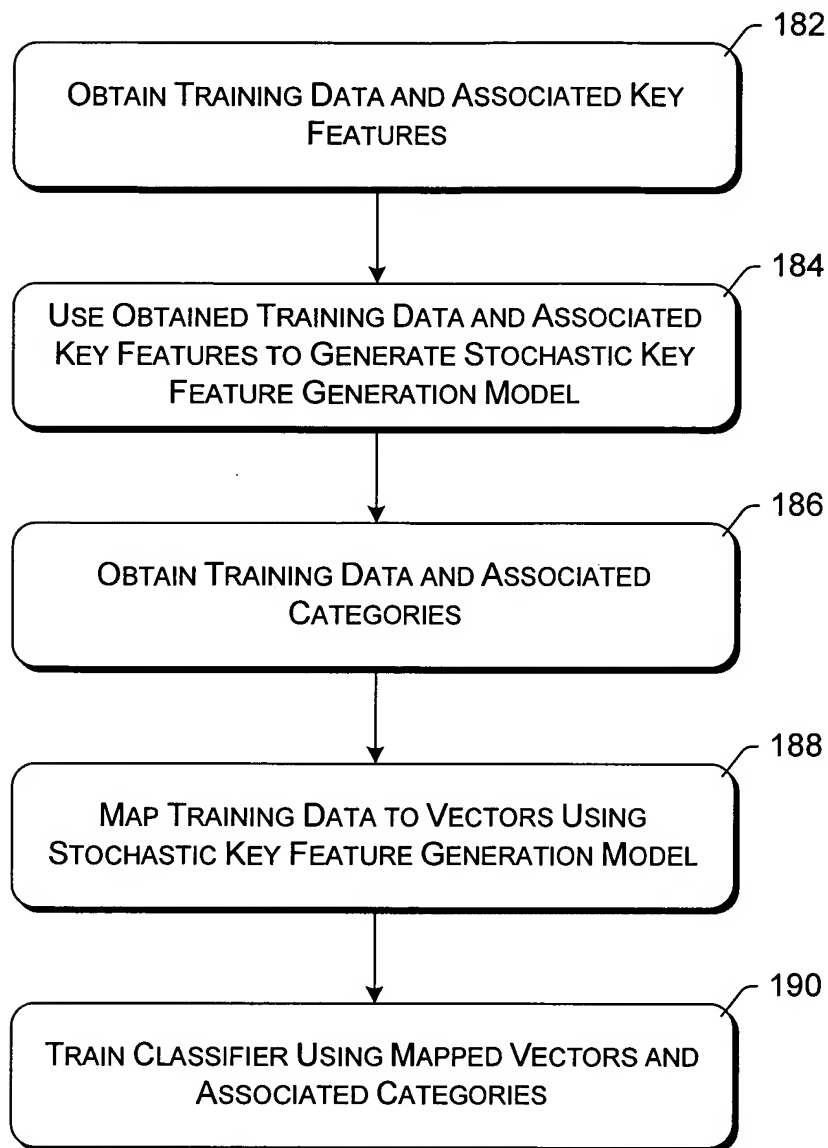 182
OBTAIN TRAINING DATA AND ASSOCIATED KEY
FEATURES
184
USE OBTAINED TRAINING DATA AND ASSOCIATED
KEY FEATURES TO GENERATE STOCHASTIC KEY
FEATURE GENERATION MODEL
186
OBTAIN TRAINING DATA AND ASSOCIATED
CATEGORIES
188
MAP TRAINING DATA TO VECTORS USING
STOCHASTIC KEY FEATURE GENERATION MODEL
190
TRAIN CLASSIFIER USING MAPPED VECTORS AND
ASSOCIATED CATEGORIES